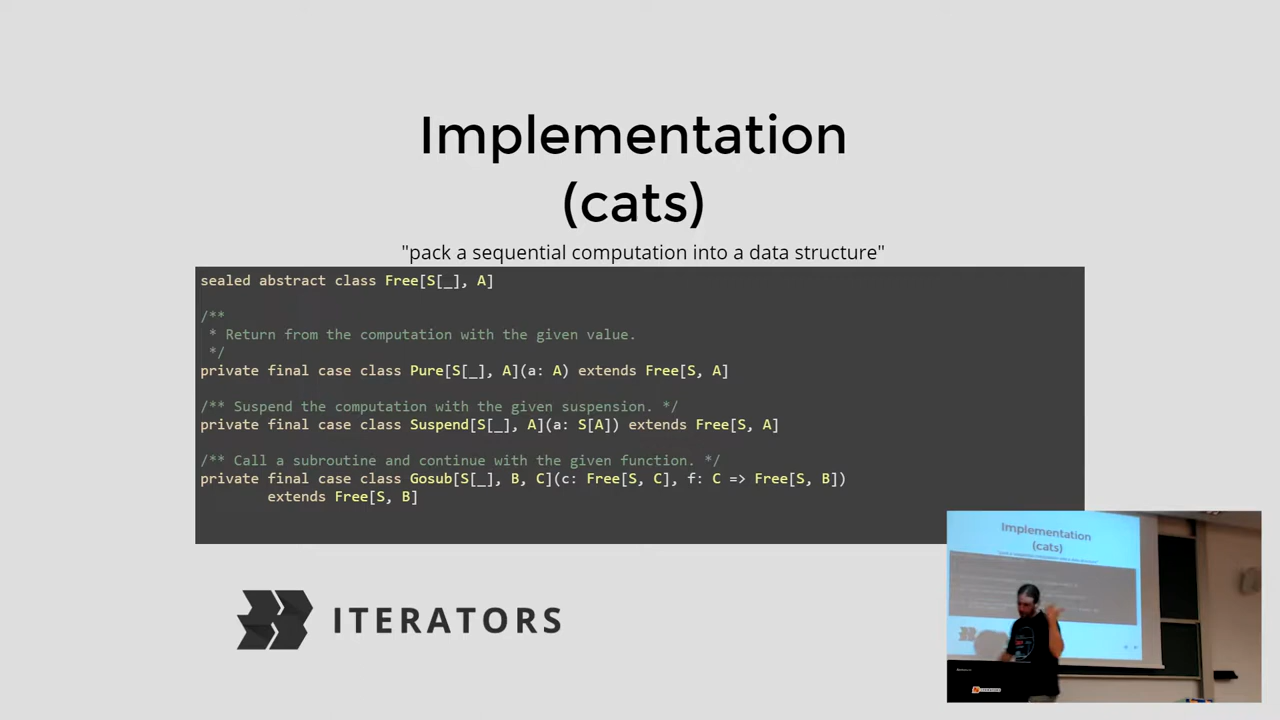 Implementation
(cats)
"pack a sequential computation into a data structure"
sealed abstract class Free[S[_], A]
/**
* Return from the computation with the given value.
*/
private final case class Pure[S[_], A](a: A) extends Free[S, A]
/** Suspend the computation with the given suspension. */
private final case class Suspend[S[_], A](a: S[A]) extends Free[S, A]
/** Call a subroutine and continue with the given function. */
private final case class Gosub[S[_], B, C](c: Free[S, C], f: C => Free[S, B])
extends Free[S, B]
ITERATORS
Implementation
(cats)